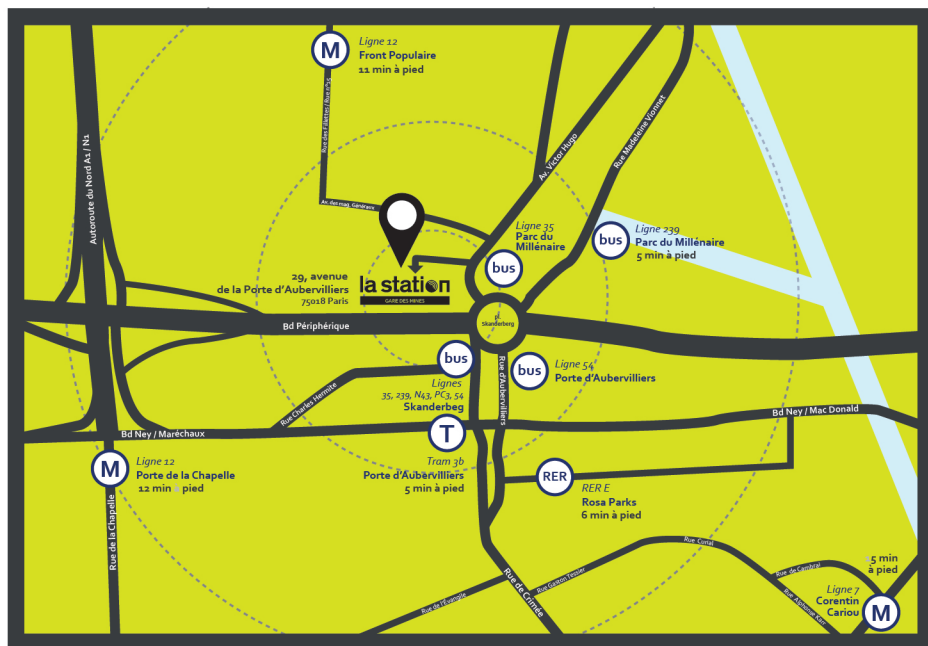 Ligne 12
Front Populaire
11 min à pied
Autoroute du Nord A1 / N1
Rue des Fillettes / Rue n°15
Av. Victor Hugo
Rue Madeleine Vionnet
Av. des mag. Généraux
Ligne 35
Parc du
Millénaire
bus
Ligne 239
Parc du Millénaire
5 min à pied
bus
29, avenue
de la Porte d'Aubervilliers
75018 Paris
la station
GARE DES MINES
Bd Périphérique
Skanderbeg
bus
Lignes
35, 239, N43, PC3, 54
Skanderbeg
Rue d'Aubervilliers
bus
Ligne 54
Porte d'Aubervilliers
Rue Charles Hermite
Bd Ney / Maréchaux
Bd Ney / Mac Donald
M
M
Ligne 12
Porte de la Chapelle
12 min à pied
T
Tram 3b
Porte d'Aubervilliers
5 min à pied
RER
RER E
Rosa Parks
6 min à pied
Rue de la Chapelle
Rue de Crimée
Rue de l'Évangile
Rue Gaston Tessier
Rue Curial
Rue de Cambrai
5 min
à pied
Ligne 7
Corentin
Cariou
M